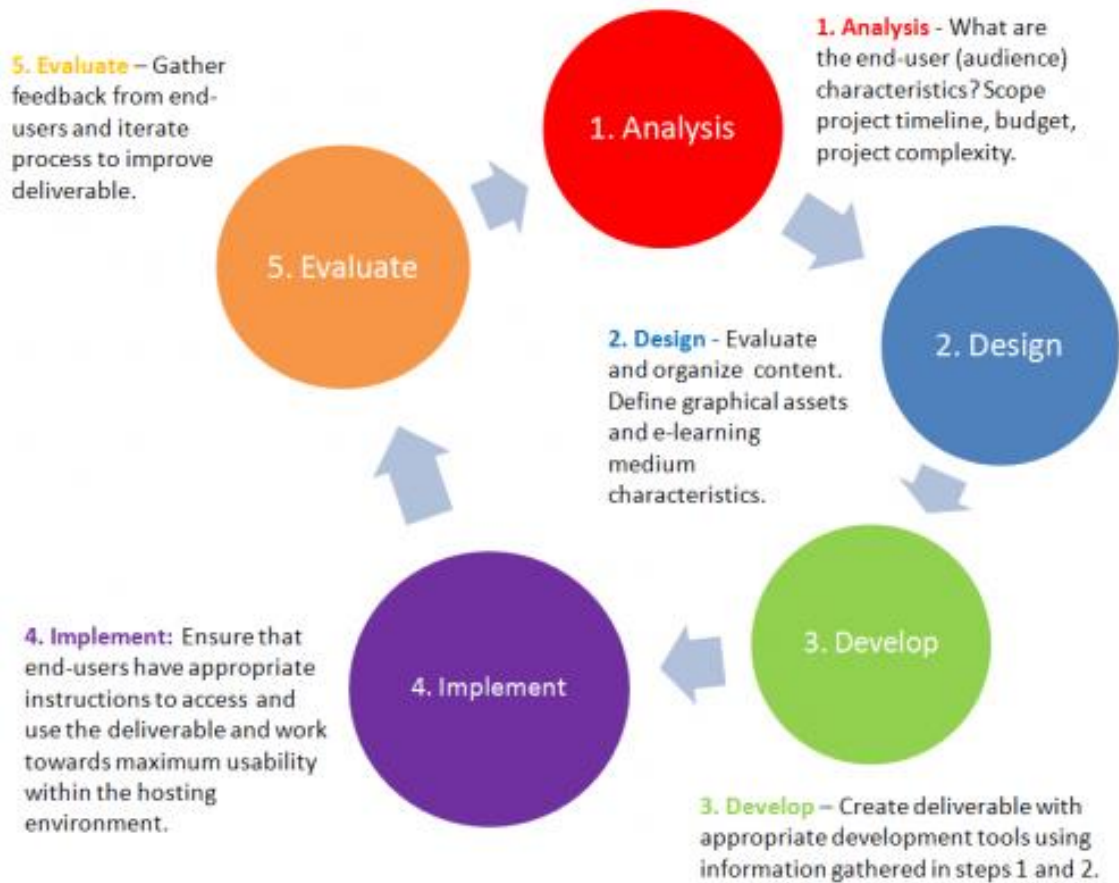 1. Analysis - What are
the end-user (audience)
characteristics? Scope
project timeline, budget,
project complexity.
1. Analysis
5. Evaluate – Gather
feedback from end-
users and iterate
process to improve
deliverable.
5. Evaluate
2. Design
2. Design - Evaluate
and organize content.
Define graphical assets
and e-learning
medium
characteristics.
3. Develop
4. Implement
4. Implement: Ensure that
end-users have appropriate
instructions to access and
use the deliverable and work
towards maximum usability
within the hosting
environment.
3. Develop – Create deliverable with
appropriate development tools using
information gathered in steps 1 and 2.